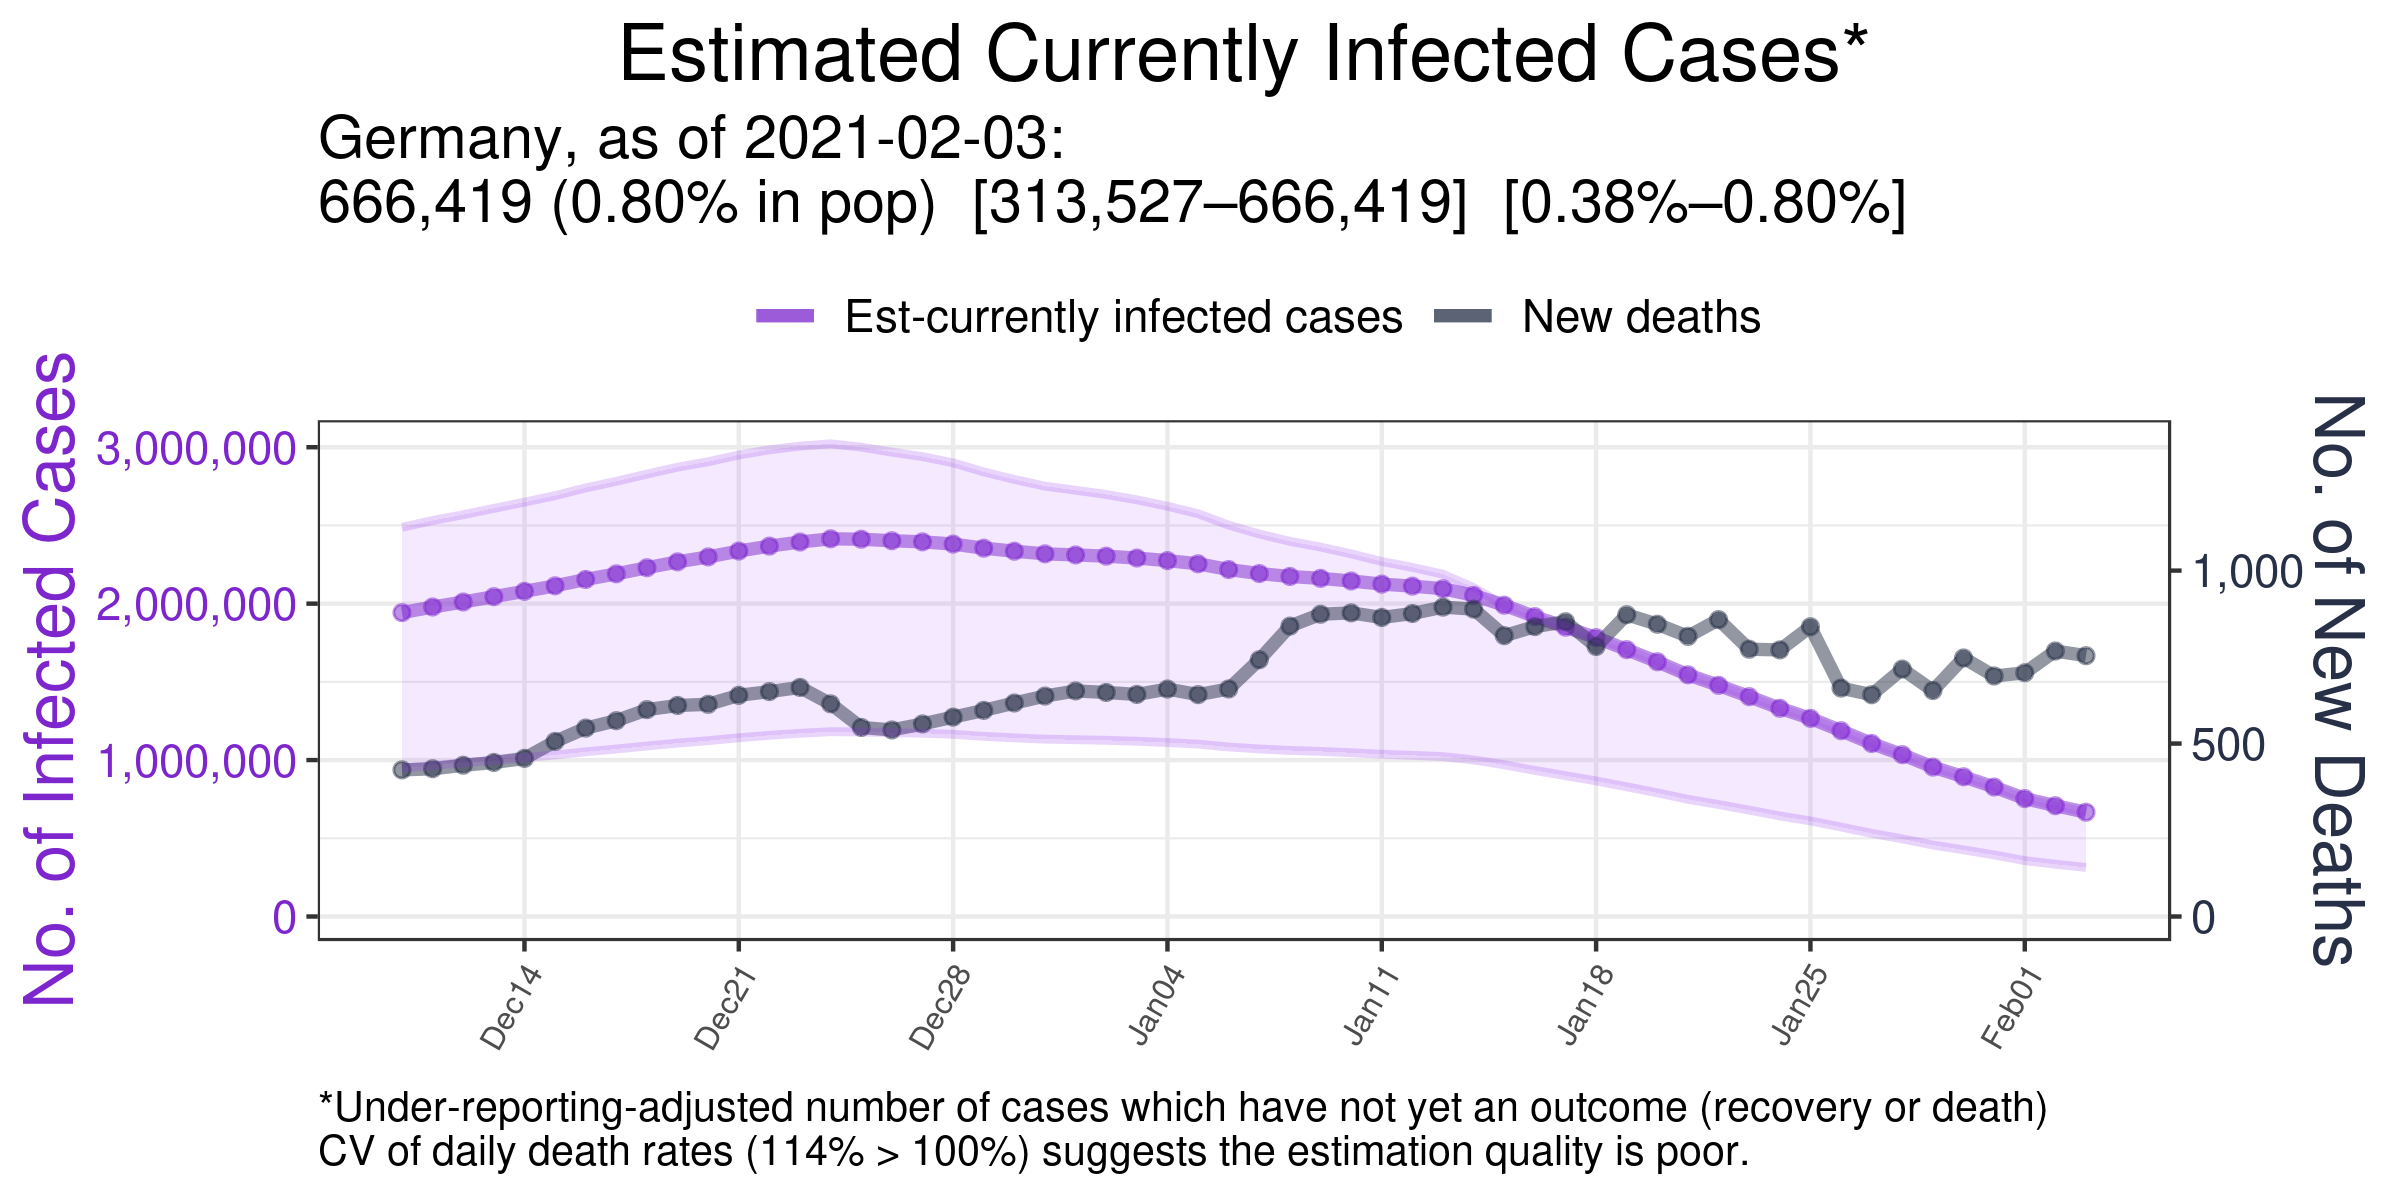 Estimated Currently Infected Cases*
Germany, as of 2021-02-03:
666,419 (0.80% in pop)  [313,527–666,419]  [0.38%–0.80%]
Est-currently infected cases
New deaths
No. of Infected Cases
3,000,000
2,000,000
1,000,000
0
No. of New Deaths
1,000
500
0
Dec14
Dec21
Dec28
Jan04
Jan11
Jan18
Jan25
Feb01
*Under-reporting-adjusted number of cases which have not yet an outcome (recovery or death)
CV of daily death rates (114% > 100%) suggests the estimation quality is poor.